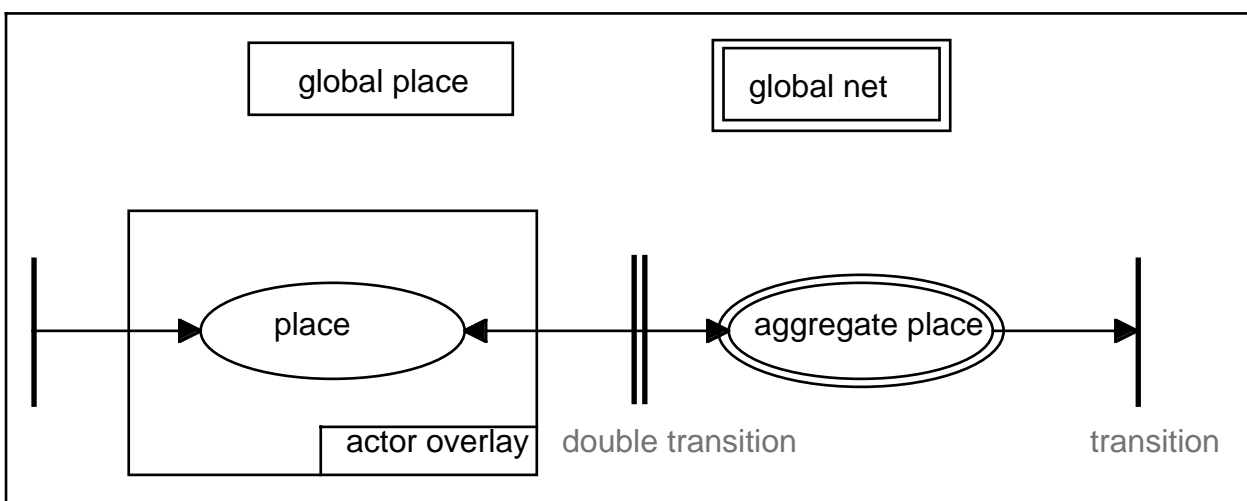 global place
global net
place
aggregate place
actor overlay
double transition
transition